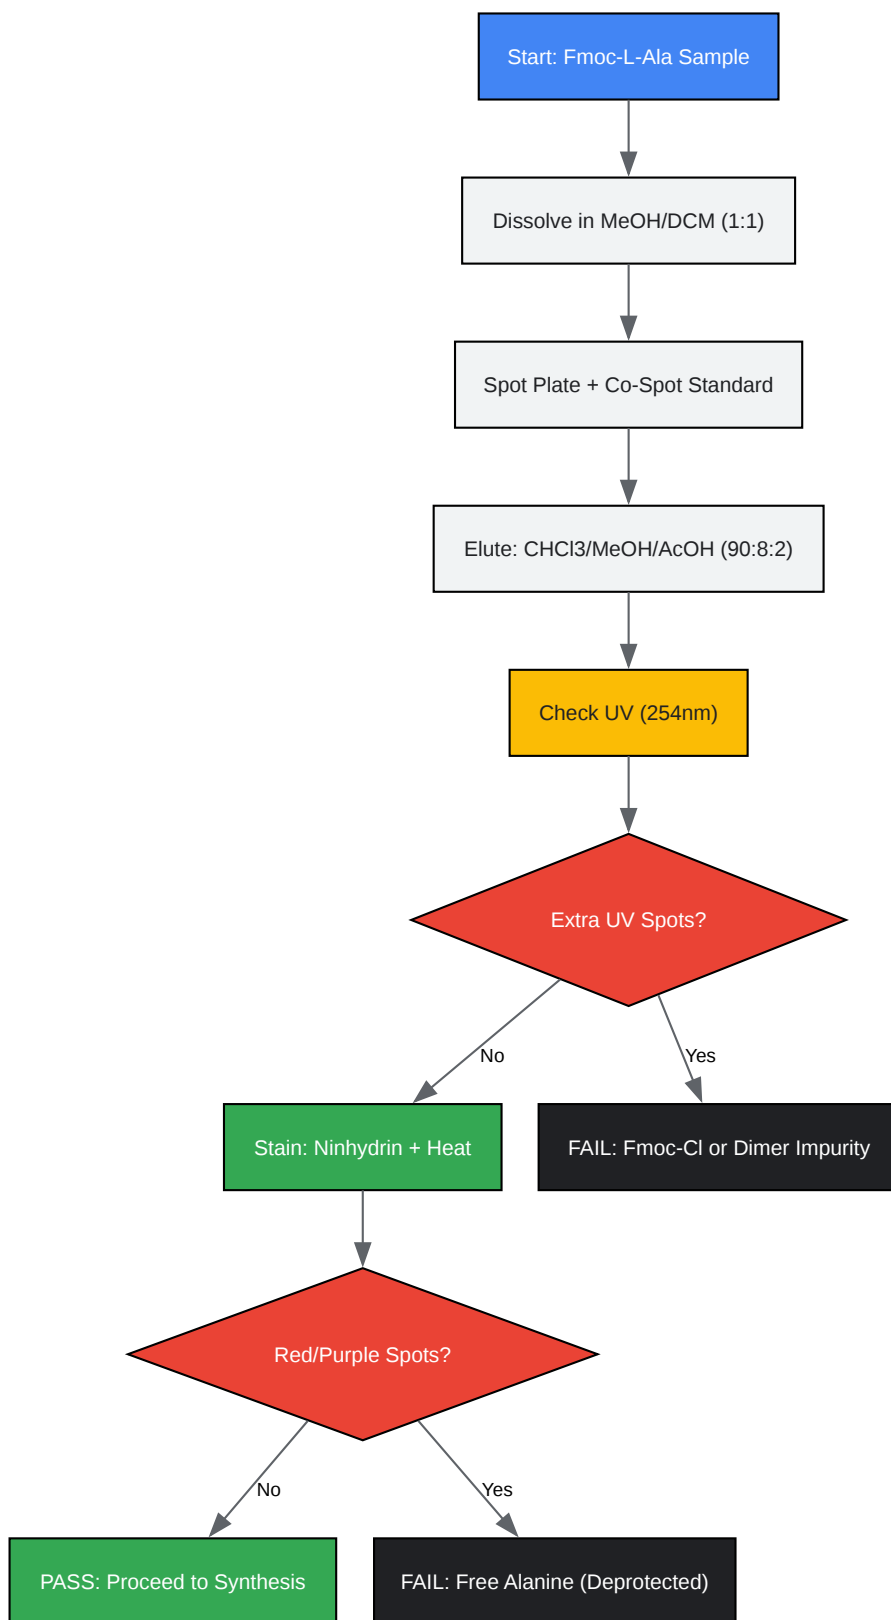 Start: Fmoc-L-Ala Sample
Dissolve in MeOH/DCM (1:1)
Spot Plate + Co-Spot Standard
Elute: CHCl3/MeOH/AcOH (90:8:2)
Check UV (254nm)
Extra UV Spots?
No
Yes
Stain: Ninhydrin + Heat
FAIL: Fmoc-Cl or Dimer Impurity
Red/Purple Spots?
No
Yes
PASS: Proceed to Synthesis
FAIL: Free Alanine (Deprotected)